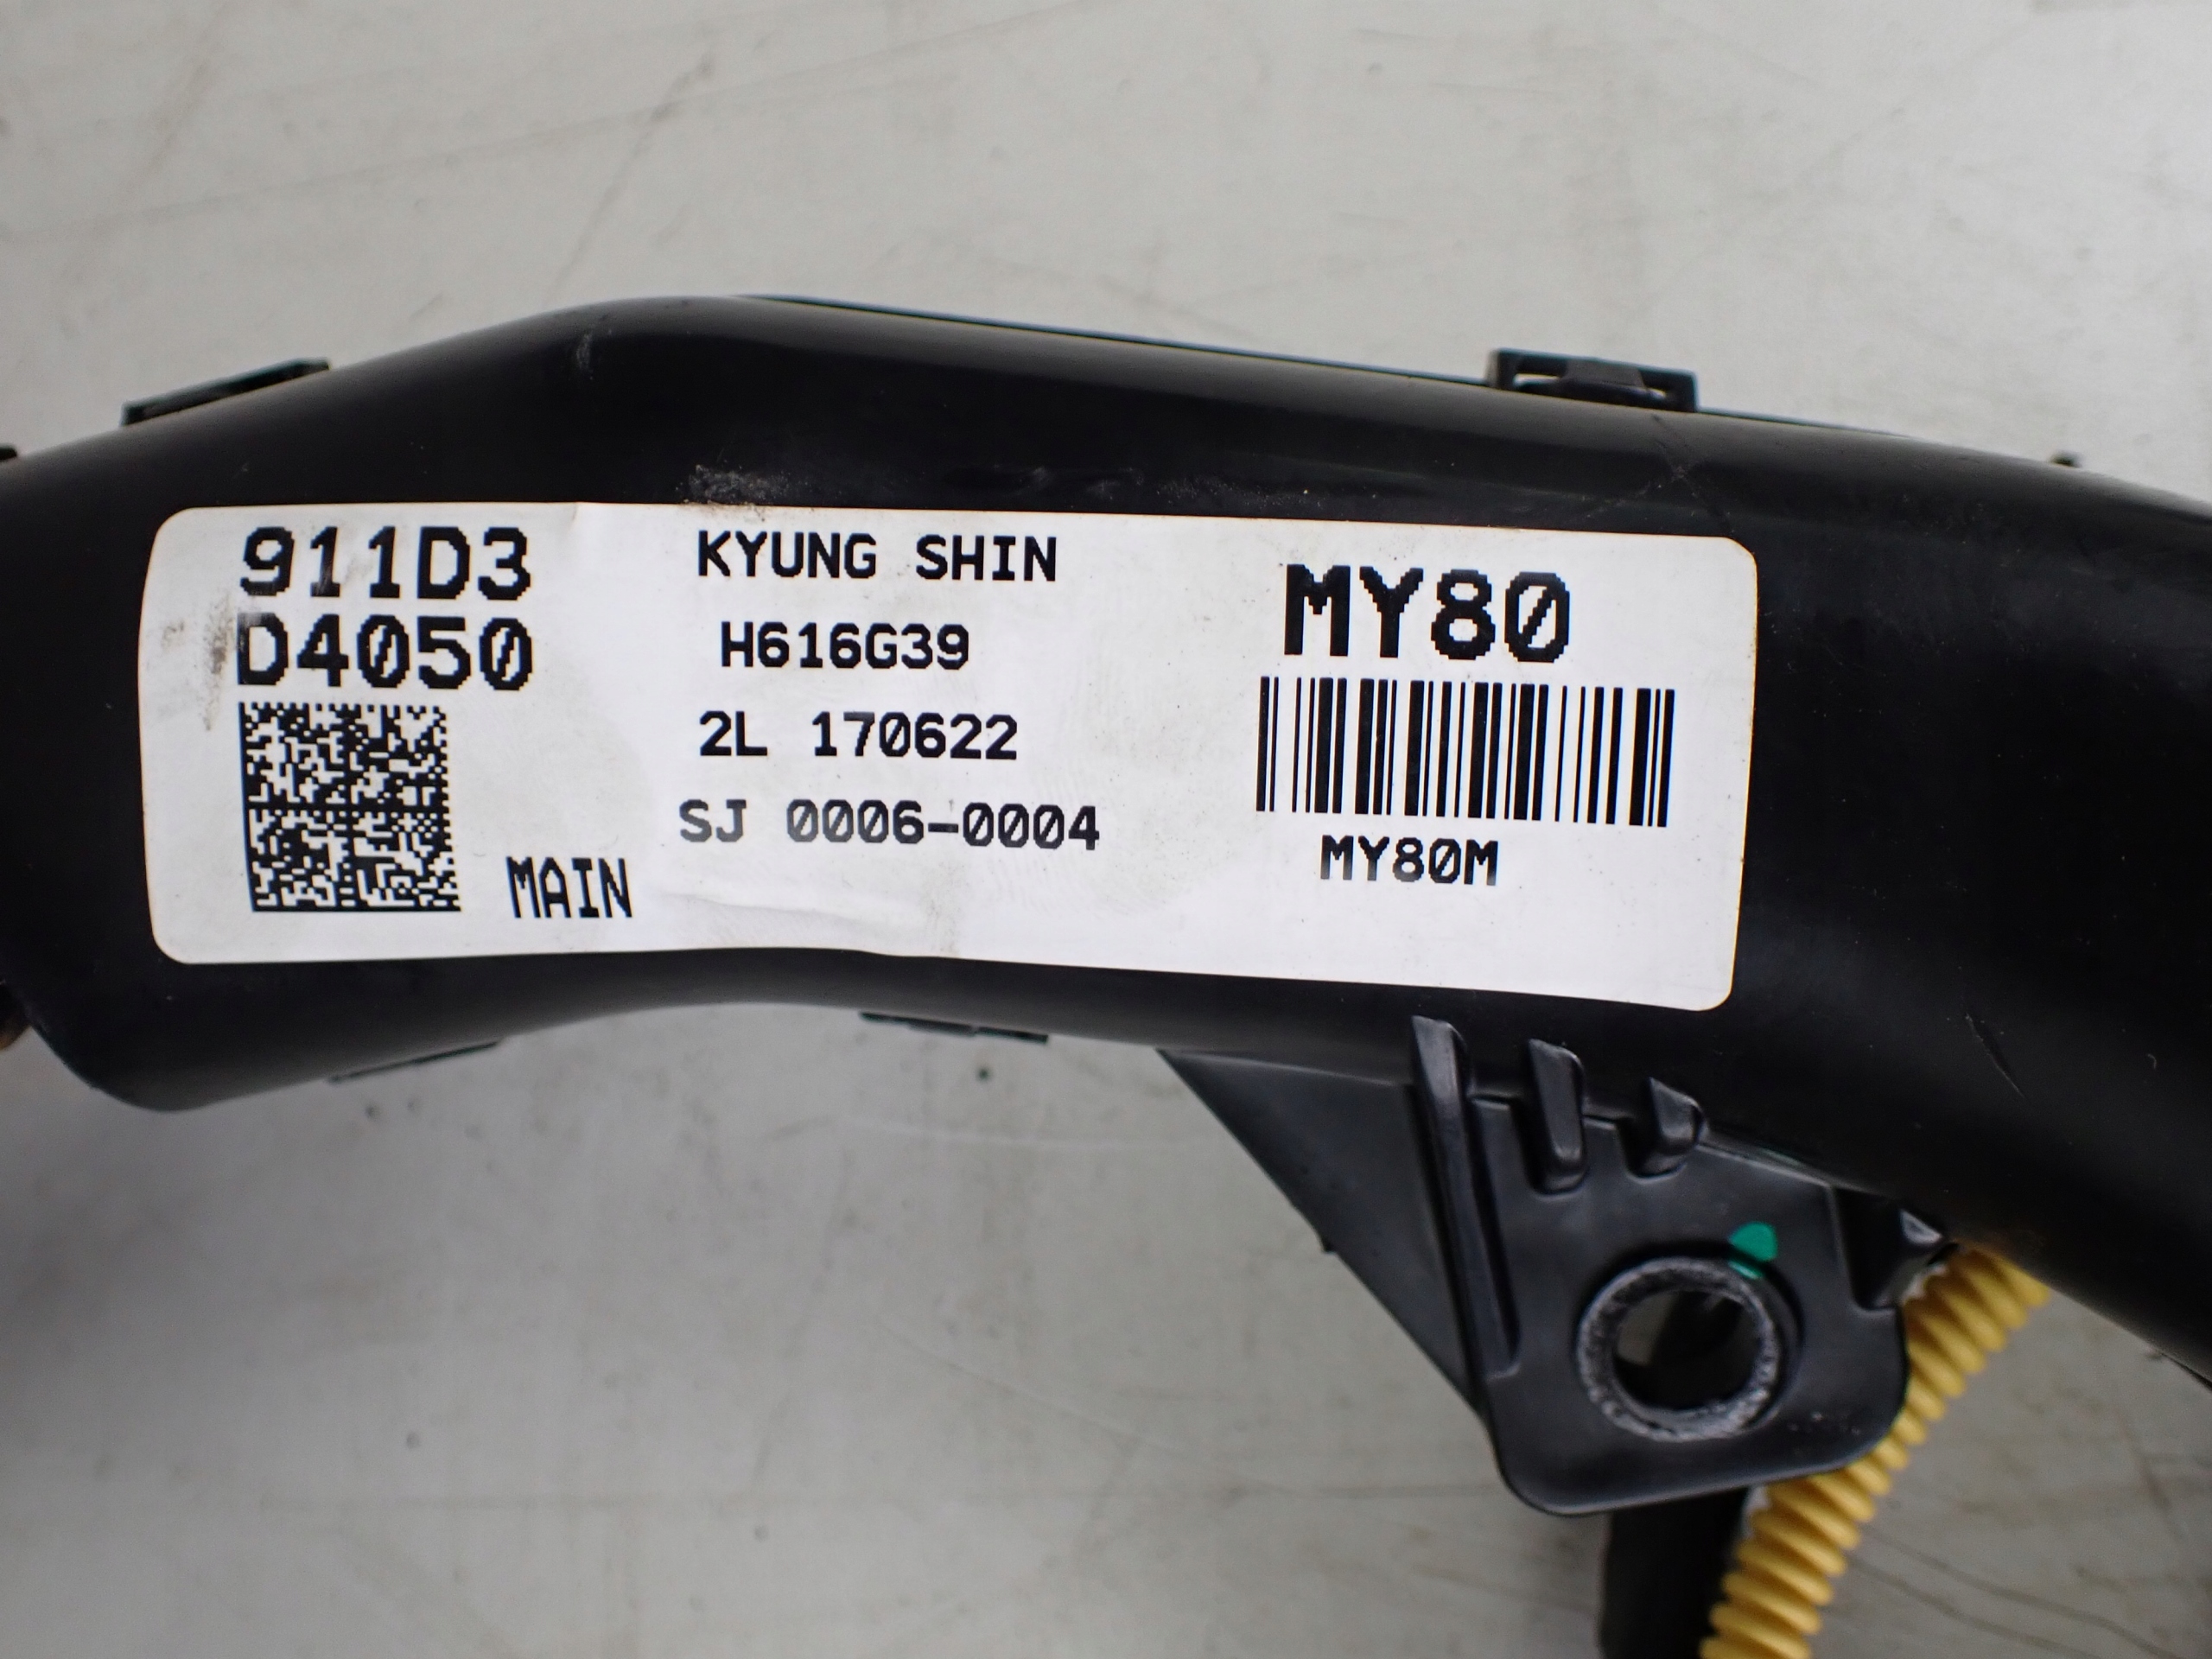 911D3
D4050
MAIN
KYUNG SHIN
H616G39
2L 170622
SJ 0006-0004
MY80
MY80M